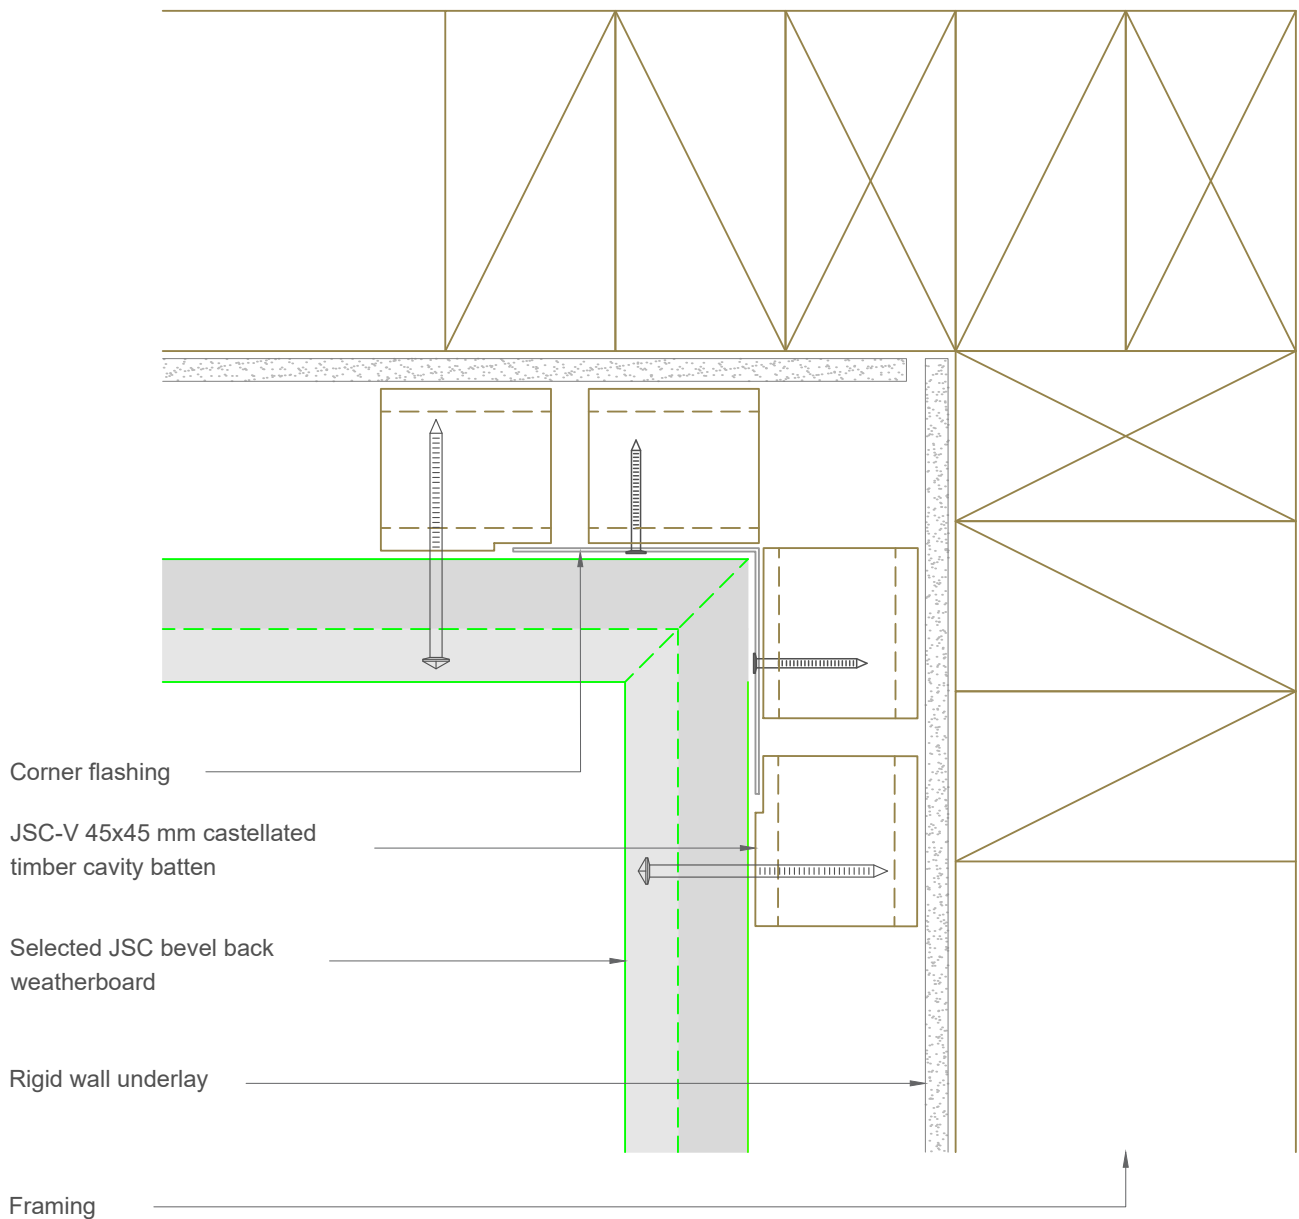 Corner flashing
JSC-V 45x45 mm castellated
timber cavity batten
Selected JSC bevel back
weatherboard
Rigid wall underlay
Framing